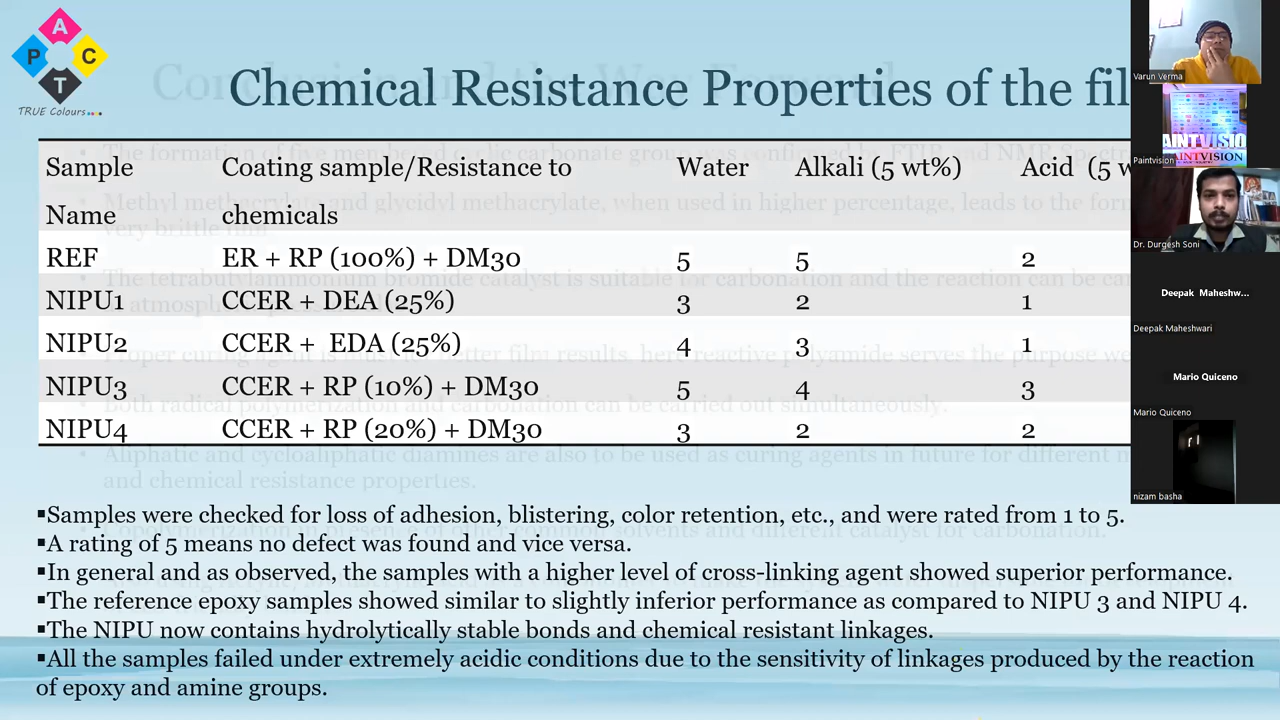 A
P C
T
TRUE Colours...
Chemical Resistance Properties of the fil
Sample Name Coating sample/Resistance to chemicals Water Alkali (5 wt%) Acid (5 w
REF ER + RP (100%) + DM30 5 5 2
NIPU1 CCER + DEA (25%) 3 2 1
NIPU2 CCER + EDA (25%) 4 3 1
NIPU3 CCER + RP (10%) + DM30 5 4 3
NIPU4 CCER + RP (20%) + DM30 3 2 2
and chemical resistance properties.
▪Samples were checked for loss of adhesion, blistering, color retention, etc., and were rated from 1 to 5.
▪A rating of 5 means no defect was found and vice versa.
▪In general and as observed, the samples with a higher level of cross-linking agent showed superior performance.
▪The reference epoxy samples showed similar to slightly inferior performance as compared to NIPU 3 and NIPU 4.
▪The NIPU now contains hydrolytically stable bonds and chemical resistant linkages.
▪All the samples failed under extremely acidic conditions due to the sensitivity of linkages produced by the reaction
of epoxy and amine groups.
Varun Verma
AINTVISIO
PAINTVISION
Paintvision
Dr. Durgesh Soni
Deepak Maheshw...
Deepak Maheshwari
Mario Quiceno
Mario Quiceno
nizam basha